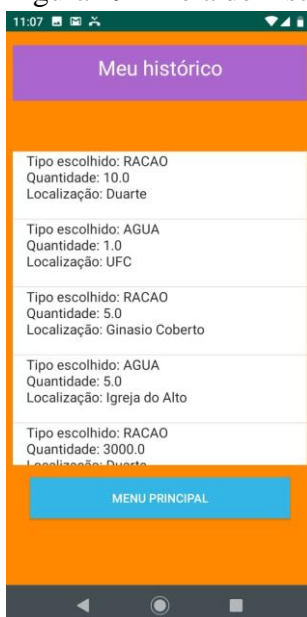 11:07
Meu histórico
Tipo escolhido: RACAO
Quantidade: 10.0
Localização: Duarte
Tipo escolhido: AGUA
Quantidade: 1.0
Localização: UFC
Tipo escolhido: RACAO
Quantidade: 5.0
Localização: Ginasio Coberto
Tipo escolhido: AGUA
Quantidade: 5.0
Localização: Igreja do Alto
Tipo escolhido: RACAO
Quantidade: 3000.0
Localização: Duarte
MENU PRINCIPAL